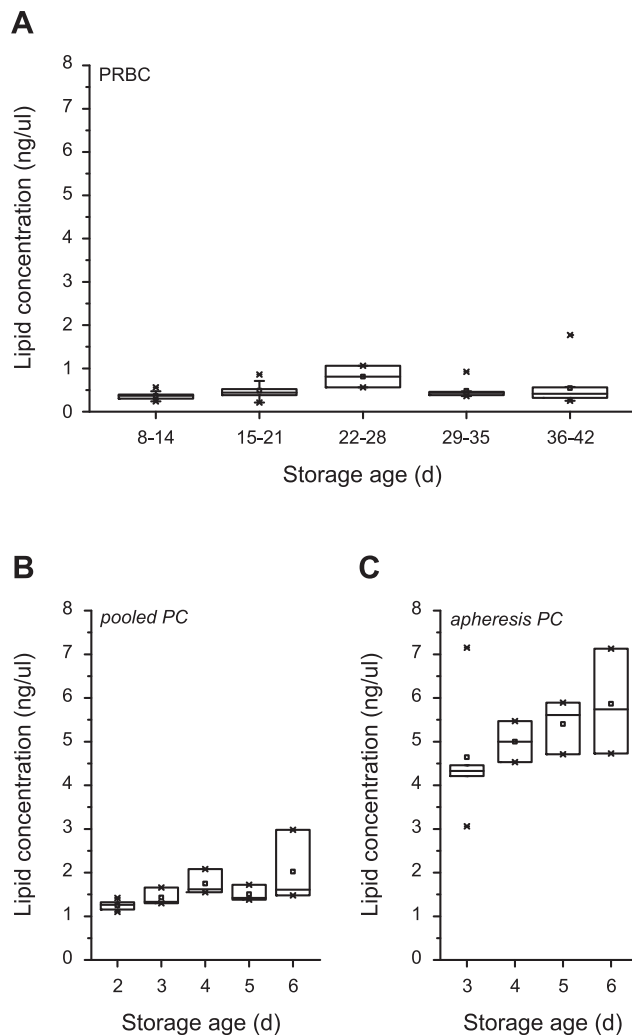 A
PRBC
Lipid concentration (ng/ul)
8
7
6
5
4
3
2
1
0
8-14 15-21 22-28 29-35 36-42
Storage age (d)
B
pooled PC
Lipid concentration (ng/ul)
8
7
6
5
4
3
2
1
0
2 3 4 5 6
Storage age (d)
C
apheresis PC
Lipid concentration (ng/ul)
8
7
6
5
4
3
2
1
0
3 4 5 6
Storage age (d)